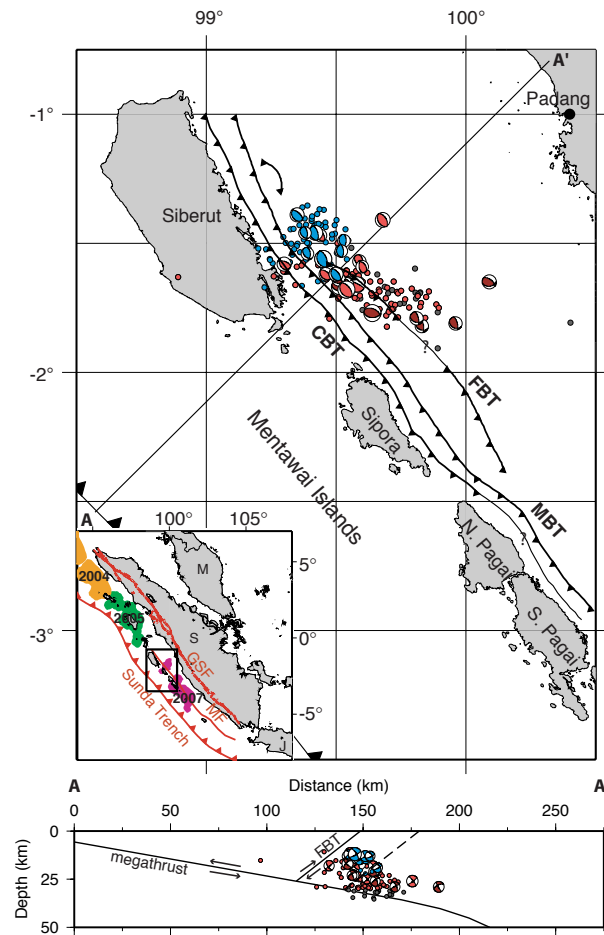 99° 100°
A'
Padang
-1°
Siberut
CBT
-2°
?
FBT
Sipora
Mentawai Islands
MBT
A
100° 105°
N. Pagai
?
5°
M
2004
2005
S
0°
-3°
S. Pagai
GSF
2007
MF
-5°
Sunda Trench
J
A Distance (km) A'
0 50 100 150 200 250
0
FBT
megathrust
25
Depth (km)
50